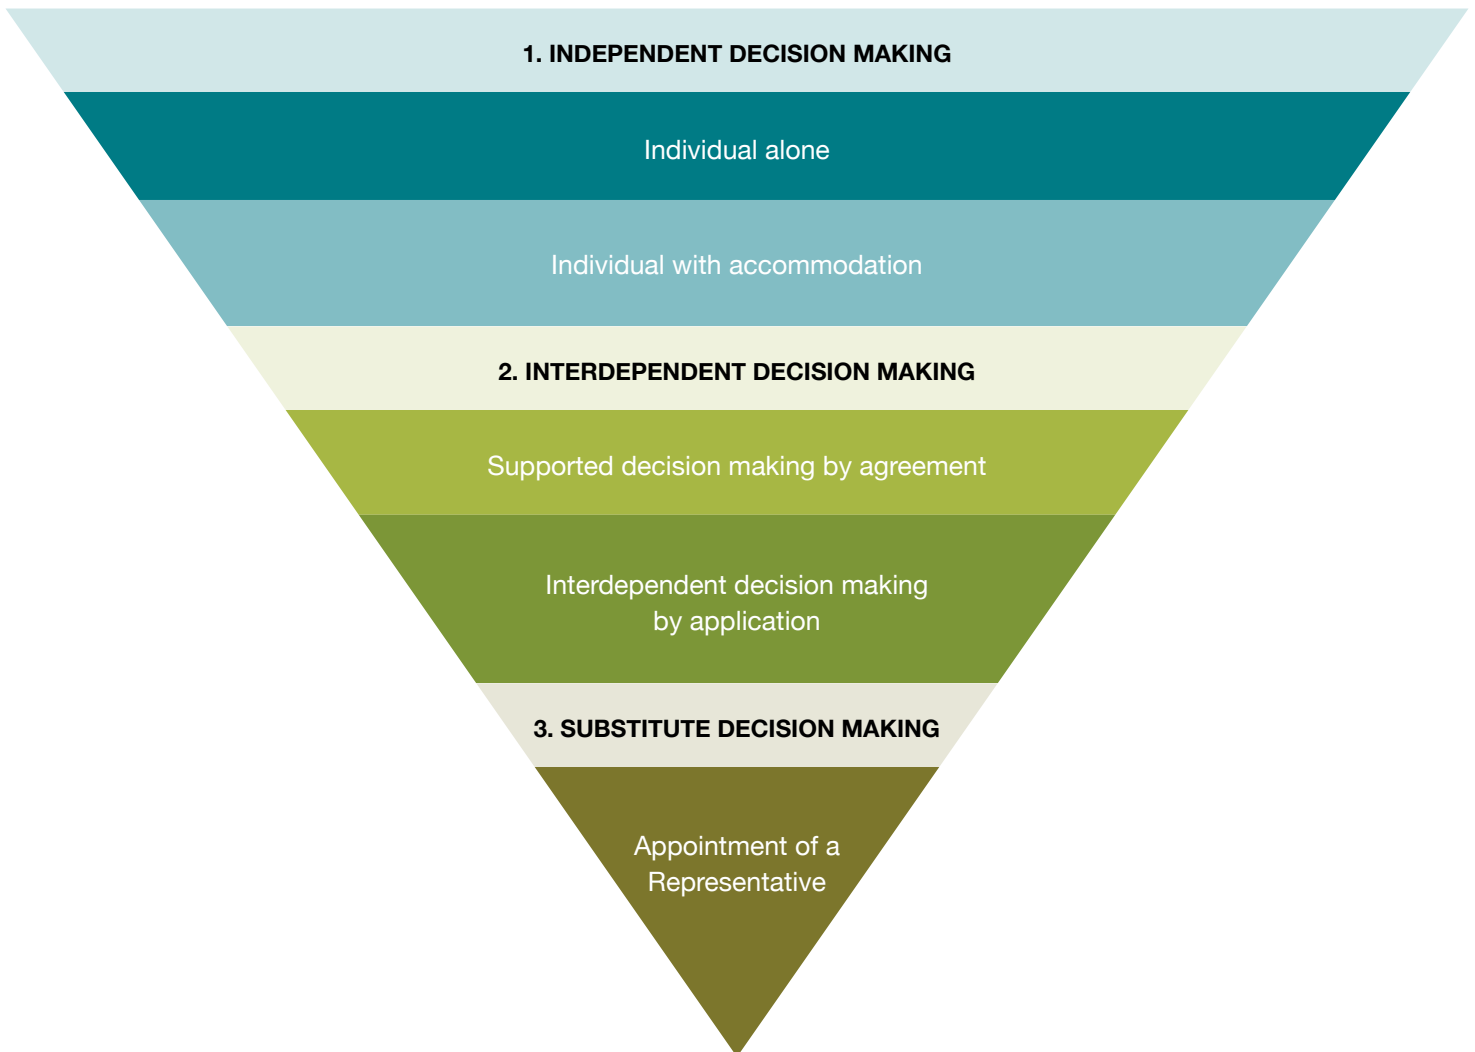 1. INDEPENDENT DECISION MAKING
Individual alone
Individual with accommodation
2. INTERDEPENDENT DECISION MAKING
Supported decision making by agreement
Interdependent decision making
by application
3. SUBSTITUTE DECISION MAKING
Appointment of a
Representative